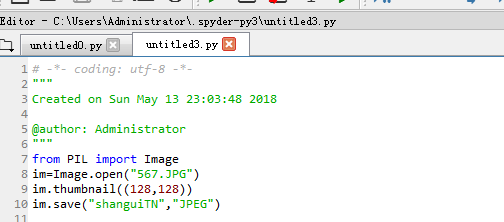 Editor - C:\Users\Administrator\.spyder-py3\untitled3.py
untitled0.py untitled3.py
1 # -*- coding: utf-8 -*-
2 """
3 Created on Sun May 13 23:03:48 2018
4
5 @author: Administrator
6 """
7 from PIL import Image
8 im=Image.open("567.JPG")
9 im.thumbnail((128,128))
10 im.save("shanguiTN","JPEG")
11